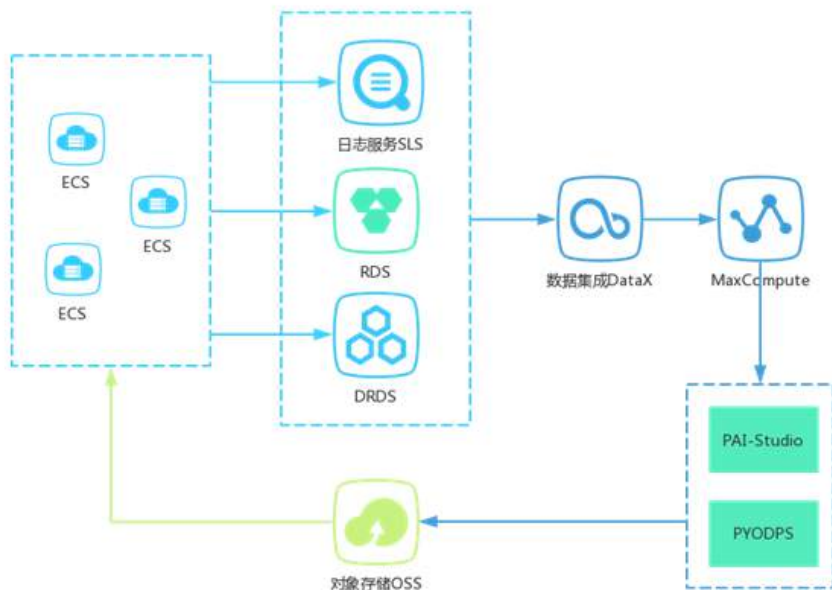 日志服务SLS
ECS
ECS
ECS
RDS
DRDS
数据集成DataX
MaxCompute
PAI-Studio
PYODPS
对象存储OSS